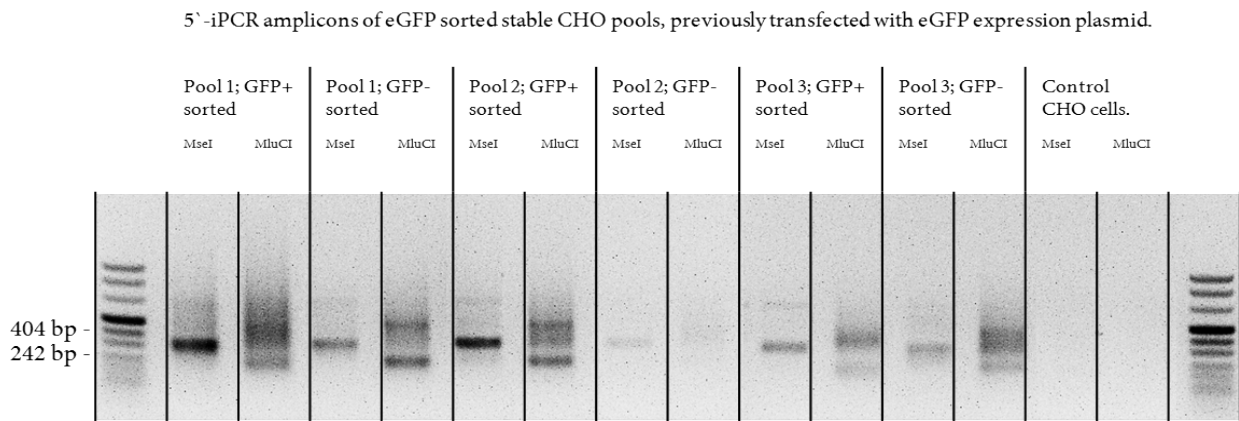 5`-iPCR amplicons of eGFP sorted stable CHO pools, previously transfected with eGFP expression plasmid.
Pool 1; GFP+ Pool 1; GFP- Pool 2; GFP+ Pool 2; GFP- Pool 3; GFP+ Pool 3; GFP- Control
sorted sorted sorted sorted sorted sorted CHO cells.
MseI MluCI MseI MluCI MseI MluCI MseI MluCI MseI MluCI MseI MluCI MseI MluCI
404 bp -
242 bp -